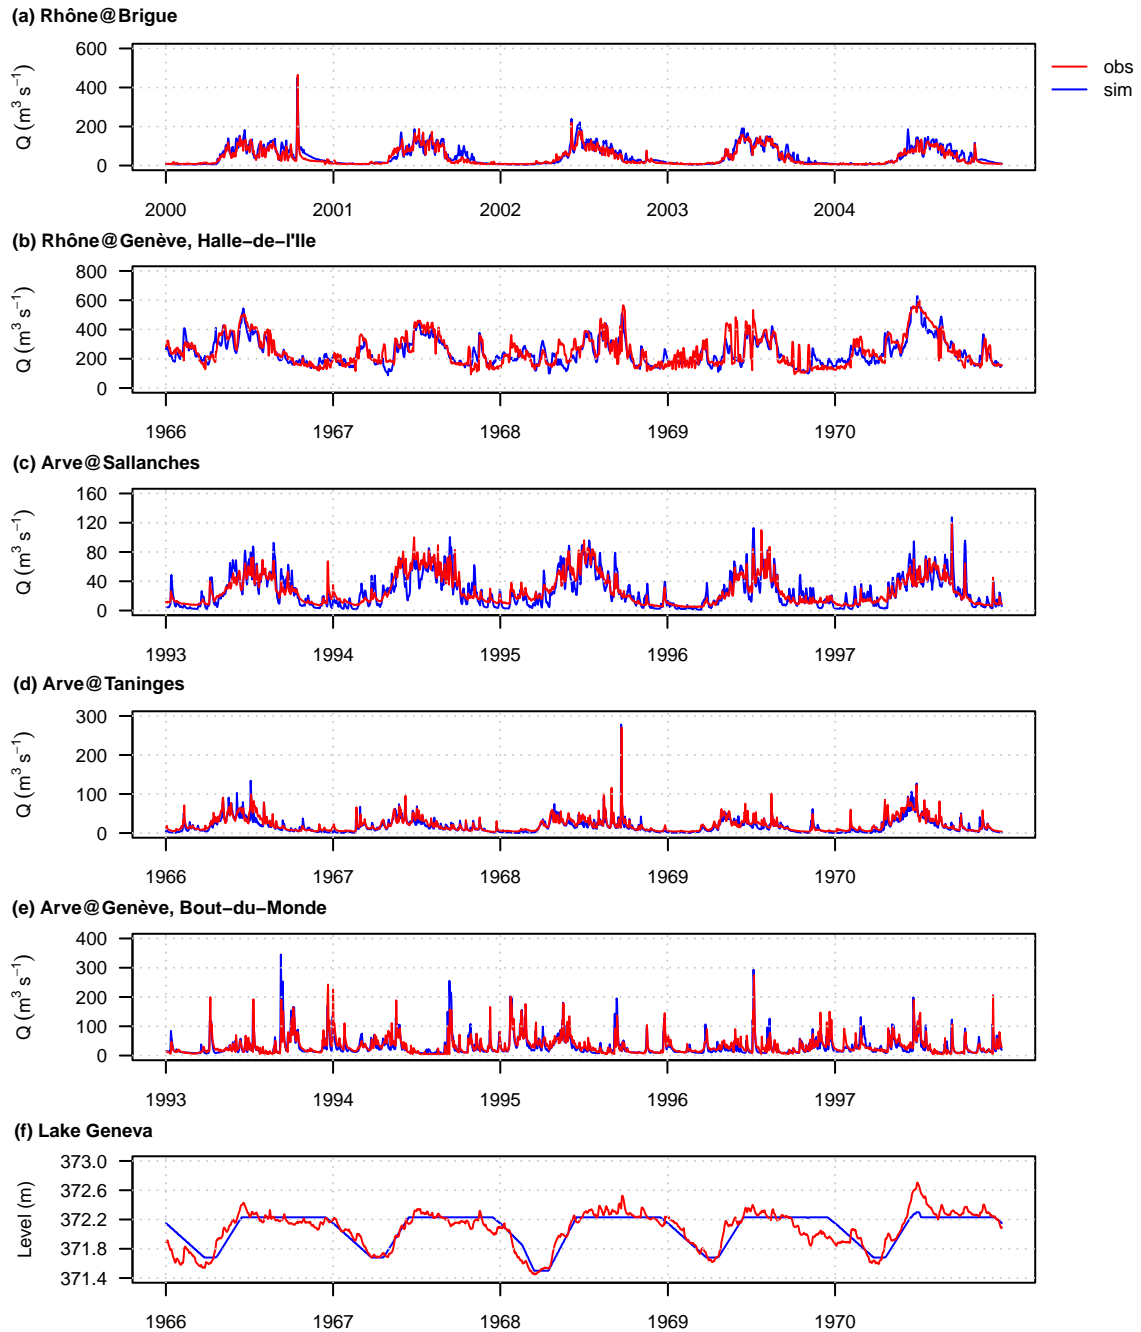 (a) Rhône@Brigue
600
400
200
0
Q (m³ s⁻¹)
2000 2001 2002 2003 2004
obs
sim
(b) Rhône@Genève, Halle−de−l'Ile
800
600
400
200
0
Q (m³ s⁻¹)
1966 1967 1968 1969 1970
(c) Arve@Sallanches
160
120
80
40
0
Q (m³ s⁻¹)
1993 1994 1995 1996 1997
(d) Arve@Taninges
300
200
100
0
Q (m³ s⁻¹)
1966 1967 1968 1969 1970
(e) Arve@Genève, Bout−du−Monde
400
300
200
100
0
Q (m³ s⁻¹)
1993 1994 1995 1996 1997
(f) Lake Geneva
373.0
372.6
372.2
371.8
371.4
Level (m)
1966 1967 1968 1969 1970